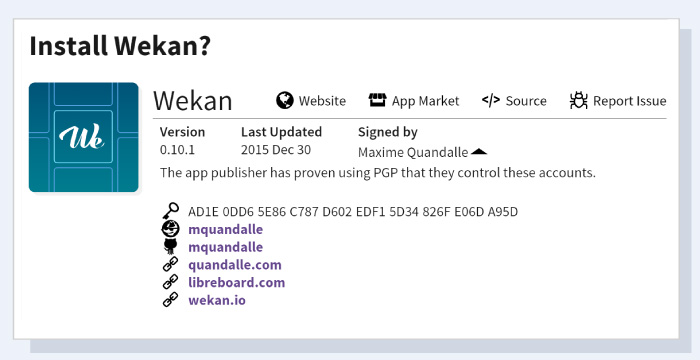 Install Wekan?
We
Wekan Website App Market </> Source Report Issue
Version Last Updated Signed by
0.10.1 2015 Dec 30 Maxime Quandalle
The app publisher has proven using PGP that they control these accounts.
AD1E 0DD6 5E86 C787 D602 EDF1 5D34 826F E06D A95D
mquandalle
mquandalle
quandalle.com
libreboard.com
wekan.io